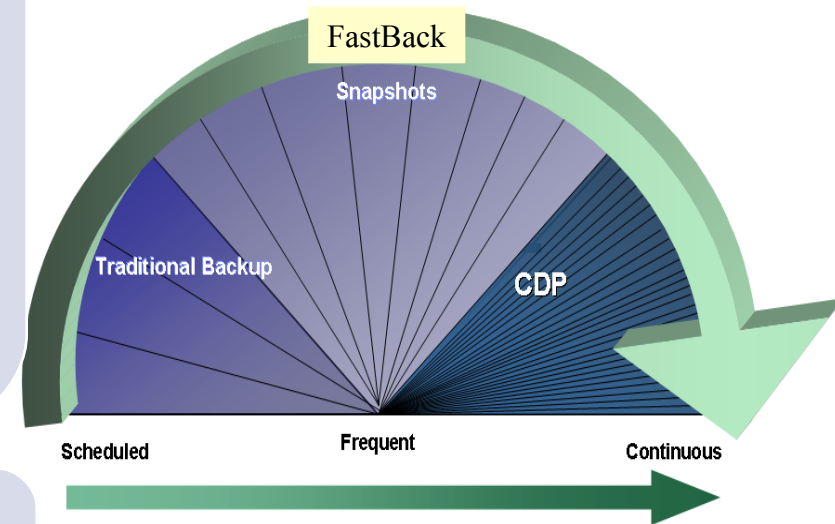 FastBack
Snapshots
Traditional Backup
CDP
Scheduled
Frequent
Continuous